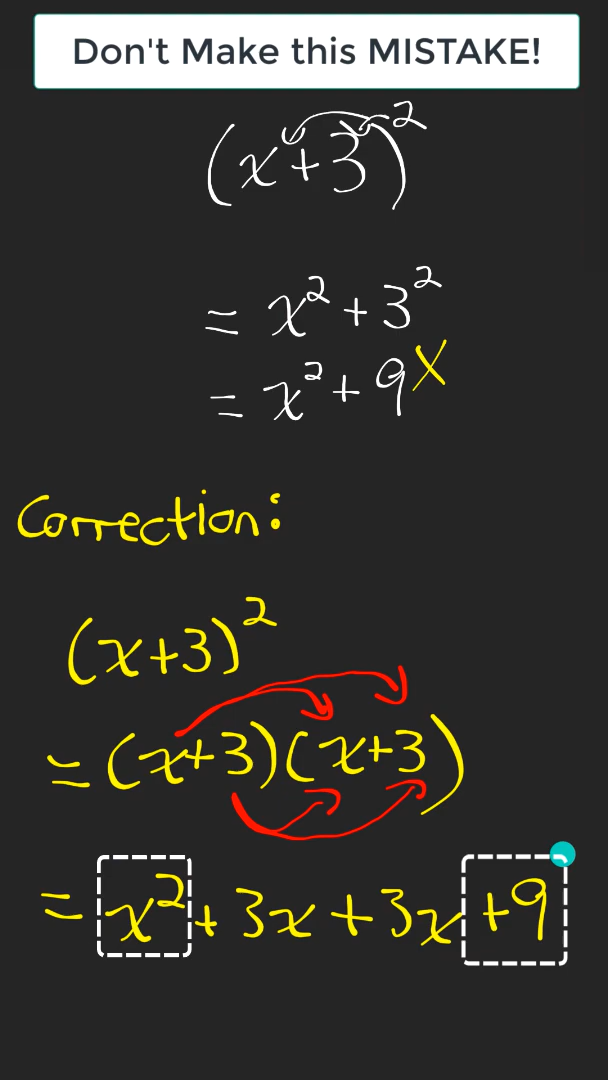 Don't Make this MISTAKE!
(x+3)²
= x² + 3²
= x² + 9 X
Correction:
(x+3)²
= (x+3)(x+3)
= x² + 3x + 3x + 9